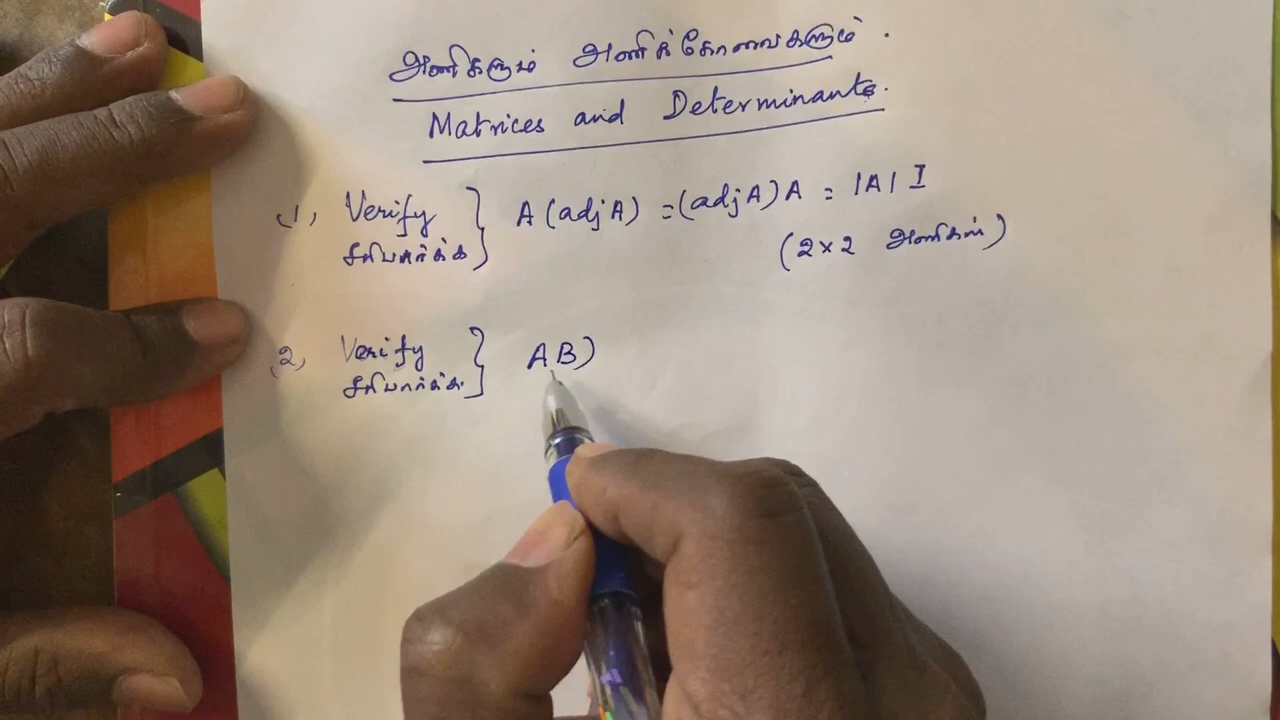 அணிகளும் அணிக்கோவைகளும்.
Matrices and Determinants.
1, Verify } A (adj A) = (adj A) A = |A| I
சரிபார்க்க (2×2 அணிகள்)
2, Verify } AB)
சரிபார்க்க.